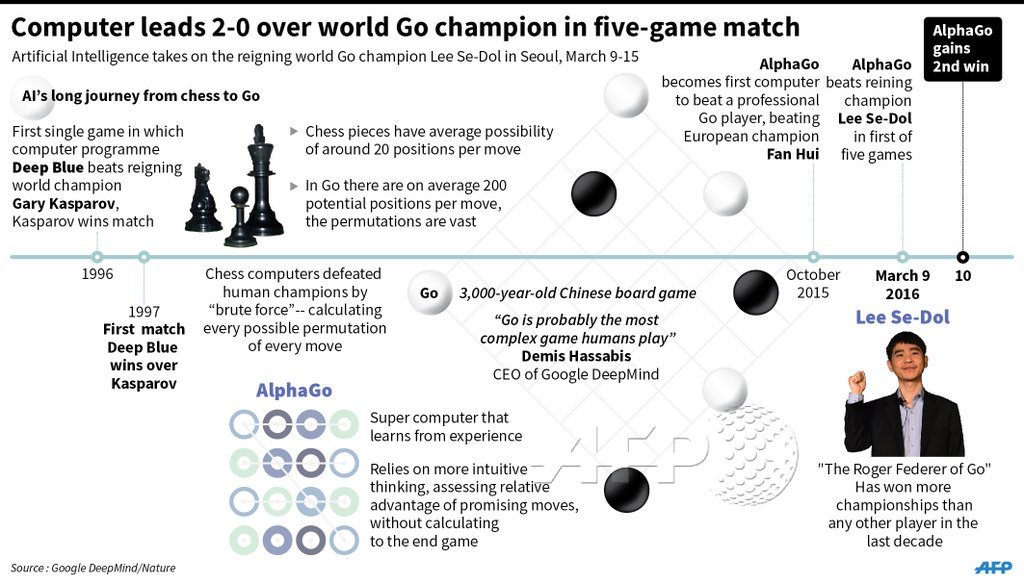 Computer leads 2-0 over world Go champion in five-game match
Artificial Intelligence takes on the reigning world Go champion Lee Se-Dol in Seoul, March 9-15
AI's long journey from chess to Go
First single game in which
computer programme
Deep Blue beats reigning
world champion
Gary Kasparov,
Kasparov wins match
Chess pieces have average possibility
of around 20 positions per move
In Go there are on average 200
potential positions per move,
the permutations are vast
AlphaGo
becomes first computer
to beat a professional
Go player, beating
European champion
Fan Hui
AlphaGo
beats reining
champion
Lee Se-Dol
in first of
five games
AlphaGo
gains
2nd win
1996
1997
First match
Deep Blue
wins over
Kasparov
Chess computers defeated
human champions by
“brute force”-- calculating
every possible permutation
of every move
Go
3,000-year-old Chinese board game
“Go is probably the most
complex game humans play”
Demis Hassabis
CEO of Google DeepMind
October
2015
March 9
2016
10
Lee Se-Dol
"The Roger Federer of Go"
Has won more
championships than
any other player in the
last decade
AlphaGo
Super computer that
learns from experience
Relies on more intuitive
thinking, assessing relative
advantage of promising moves,
without calculating
to the end game
AFP
Source : Google DeepMind/Nature
AFP